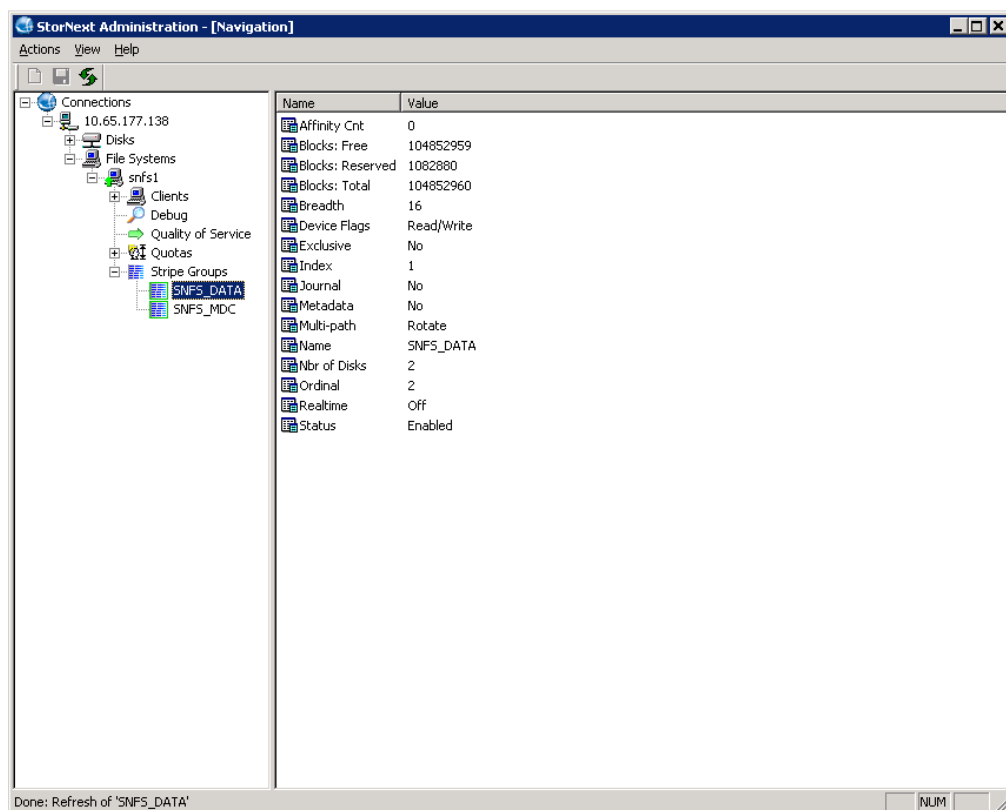 StorNext Administration - [Navigation]
Actions View Help
Connections
10.65.177.138
Disks
File Systems
snfs1
Clients
Debug
Quality of Service
Quotas
Stripe Groups
SNFS_DATA
SNFS_MDC
Name Value
Affinity Cnt 0
Blocks: Free 104852959
Blocks: Reserved 1082880
Blocks: Total 104852960
Breadth 16
Device Flags Read/Write
Exclusive No
Index 1
Journal No
Metadata No
Multi-path Rotate
Name SNFS_DATA
Nbr of Disks 2
Ordinal 2
Realtime Off
Status Enabled
Done: Refresh of 'SNFS_DATA' NUM